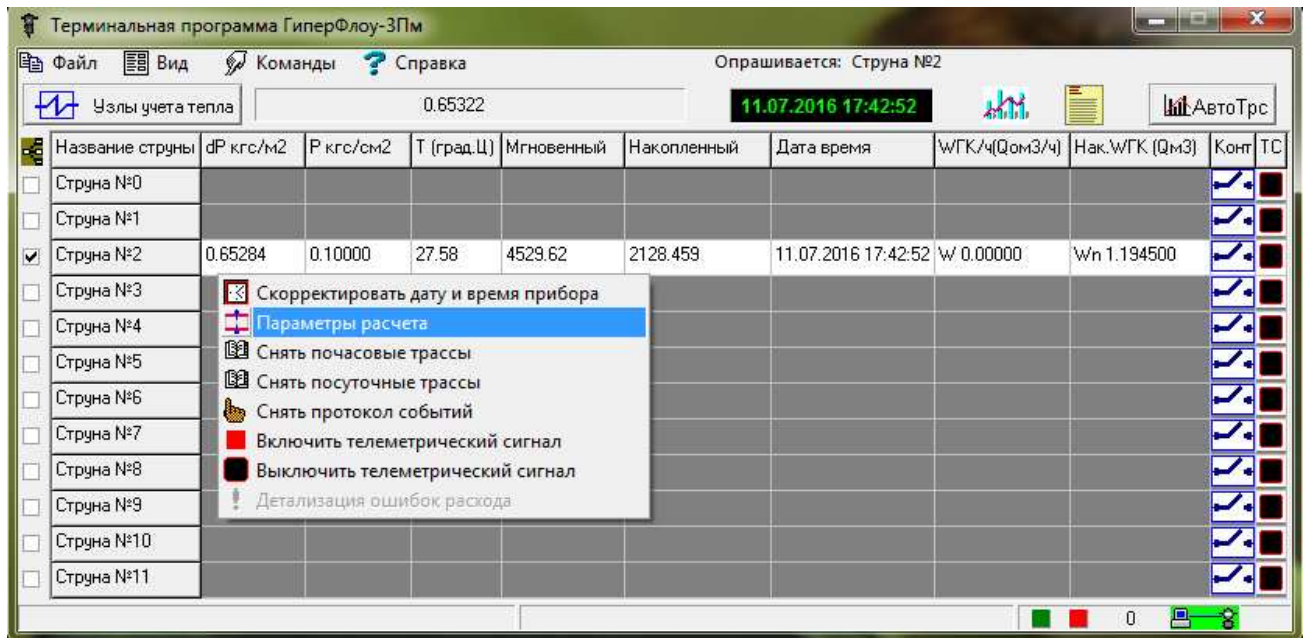 Терминальная программа ГиперФлоу-3Пм
Файл Вид Команды Справка Опрашивается: Струна №2
Узлы учета тепла 0.65322 11.07.2016 17:42:52 АвтоТрс
Название струны dP кгс/м2 P кгс/см2 T (град.Ц) Мгновенный Накопленный Дата время WГК/ч(Qом3/ч) Нак.WГК (Qм3) Конт ТС
Струна №0
Струна №1
Струна №2 0.65284 0.10000 27.58 4529.62 2128.459 11.07.2016 17:42:52 W 0.00000 Wп 1.194500
Струна №3
Скорректировать дату и время прибора
Струна №4
Параметры расчета
Струна №5
Снять почасовые трассы
Снять посуточные трассы
Струна №6
Снять протокол событий
Струна №7
Включить телеметрический сигнал
Струна №8
Выключить телеметрический сигнал
Струна №9
Детализация ошибок расхода
Струна №10
Струна №11
0